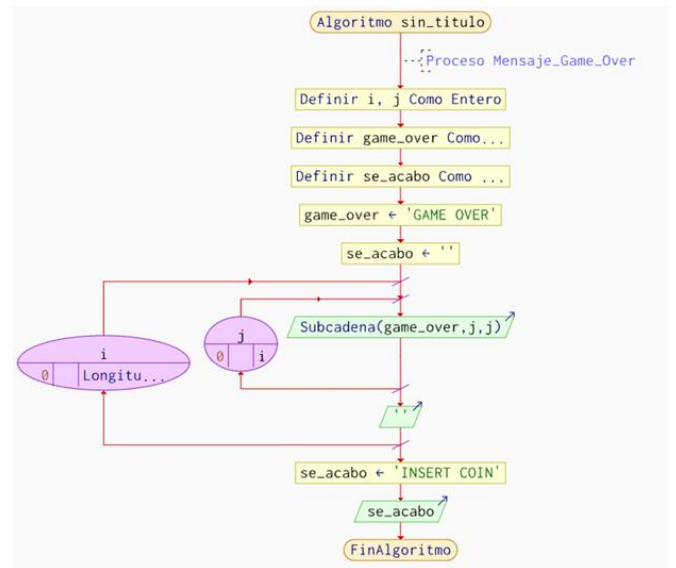 Algoritmo sin_titulo
Proceso Mensaje_Game_Over
Definir i, j Como Entero
Definir game_over Como...
Definir se_acabo Como ...
game_over ← 'GAME OVER'
se_acabo ← ''
i
0 Longitu...
j
0 i
Subcadena(game_over,j,j)
''
se_acabo ← 'INSERT COIN'
se_acabo
FinAlgoritmo